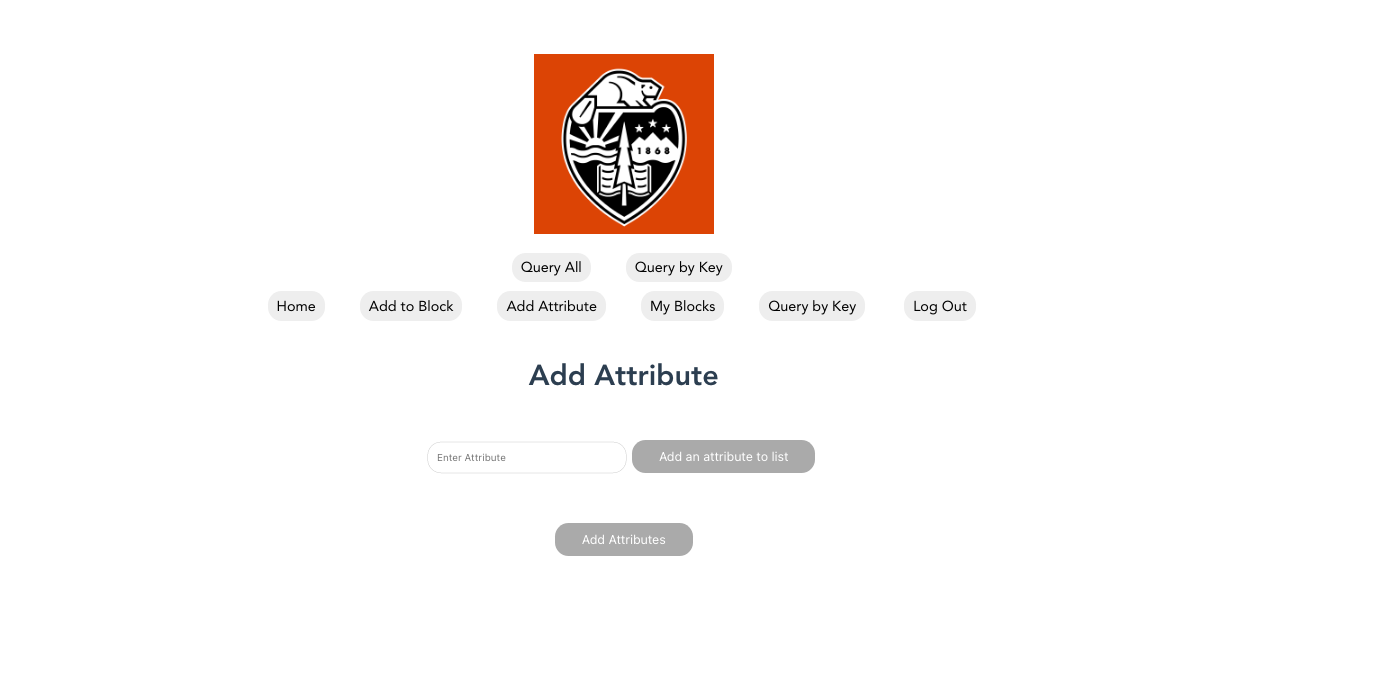 1868
Query All Query by Key
Home Add to Block Add Attribute My Blocks Query by Key Log Out
Add Attribute
Enter Attribute Add an attribute to list
Add Attributes